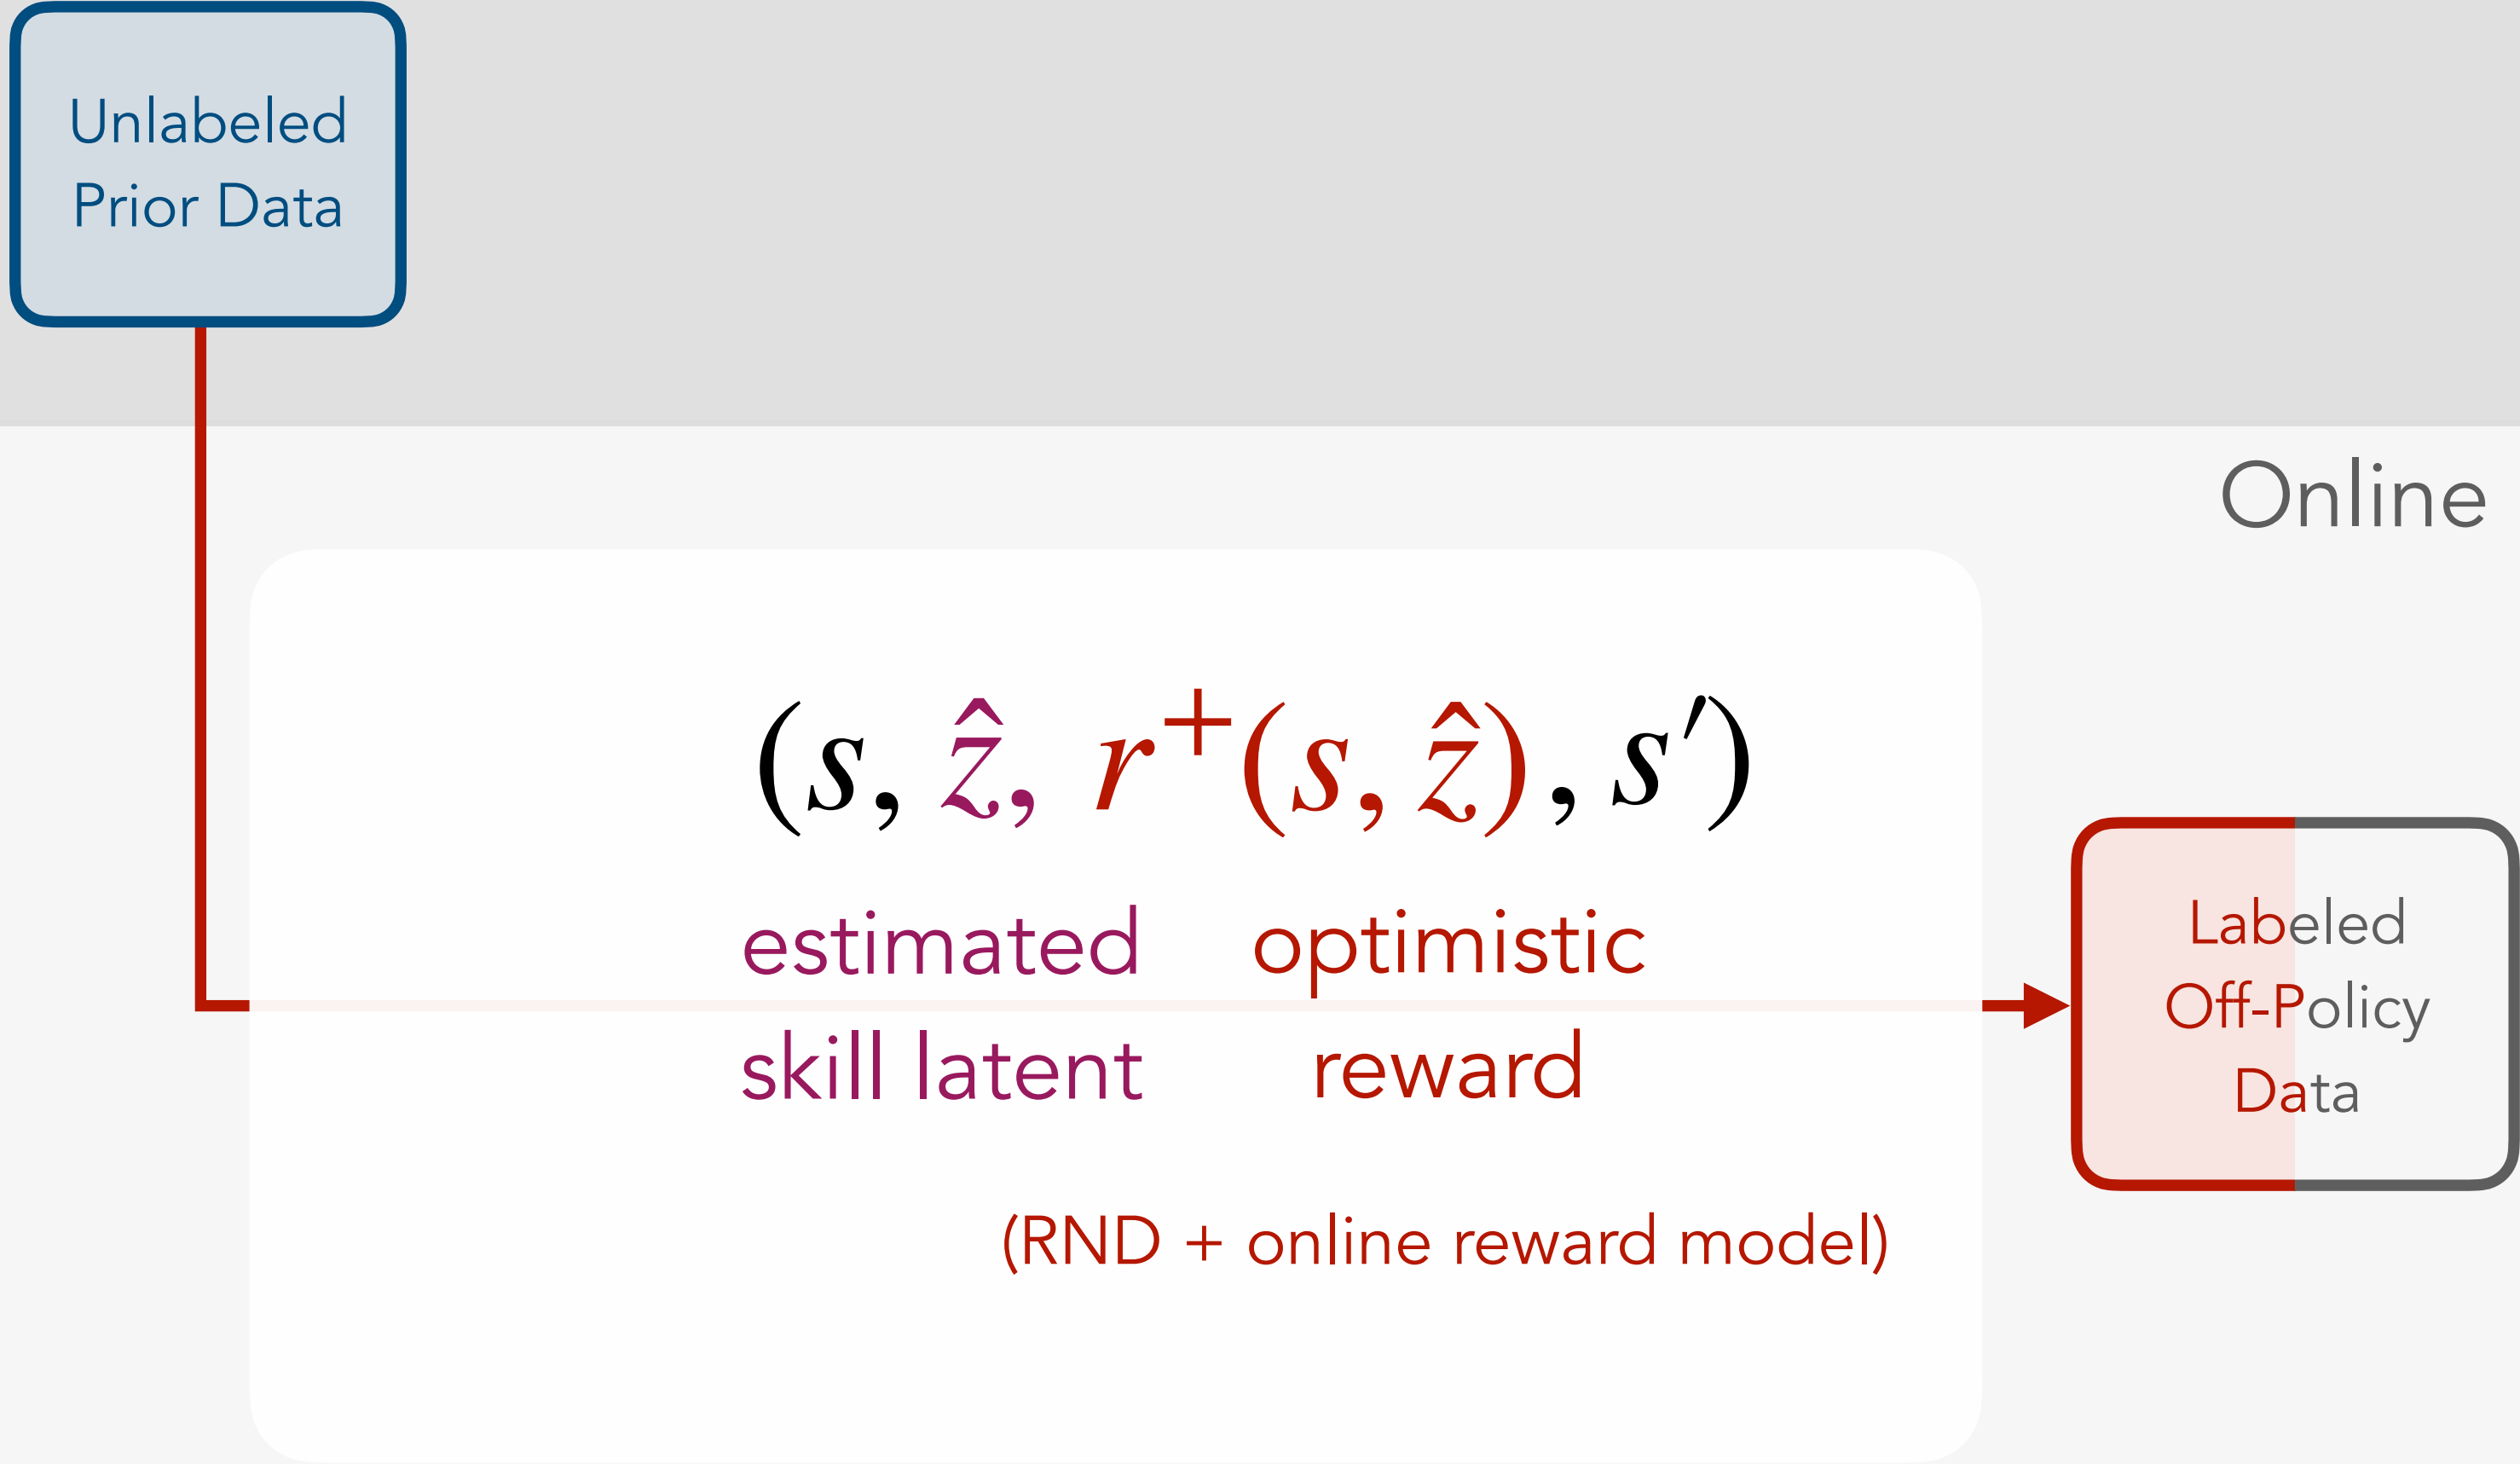 Unlabeled
Prior Data
Online
(s, ẑ, r⁺(s, ẑ), s′)
estimated optimistic
skill latent reward
(RND + online reward model)
Labeled
Off-Policy
Data